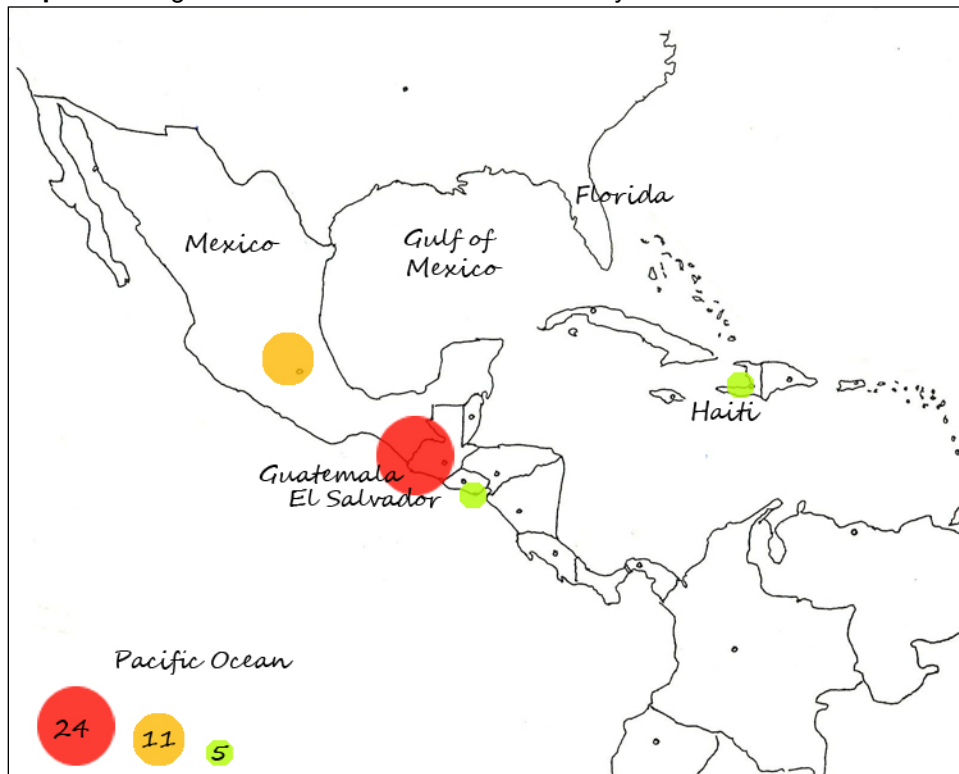 Florida
Mexico
Gulf of
Mexico
Haiti
Guatemala
El Salvador
Pacific Ocean
24
11
5